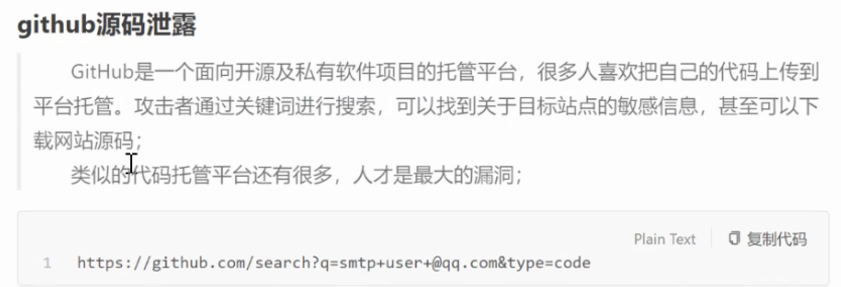 github源码泄露
GitHub是一个面向开源及私有软件项目的托管平台，很多人喜欢把自己的代码上传到
平台托管。攻击者通过关键词进行搜索，可以找到关于目标站点的敏感信息，甚至可以下
载网站源码；
类似的代码托管平台还有很多，人才是最大的漏洞；
Plain Text 复制代码
1 https://github.com/search?q=smtp+user+@qq.com&type=code